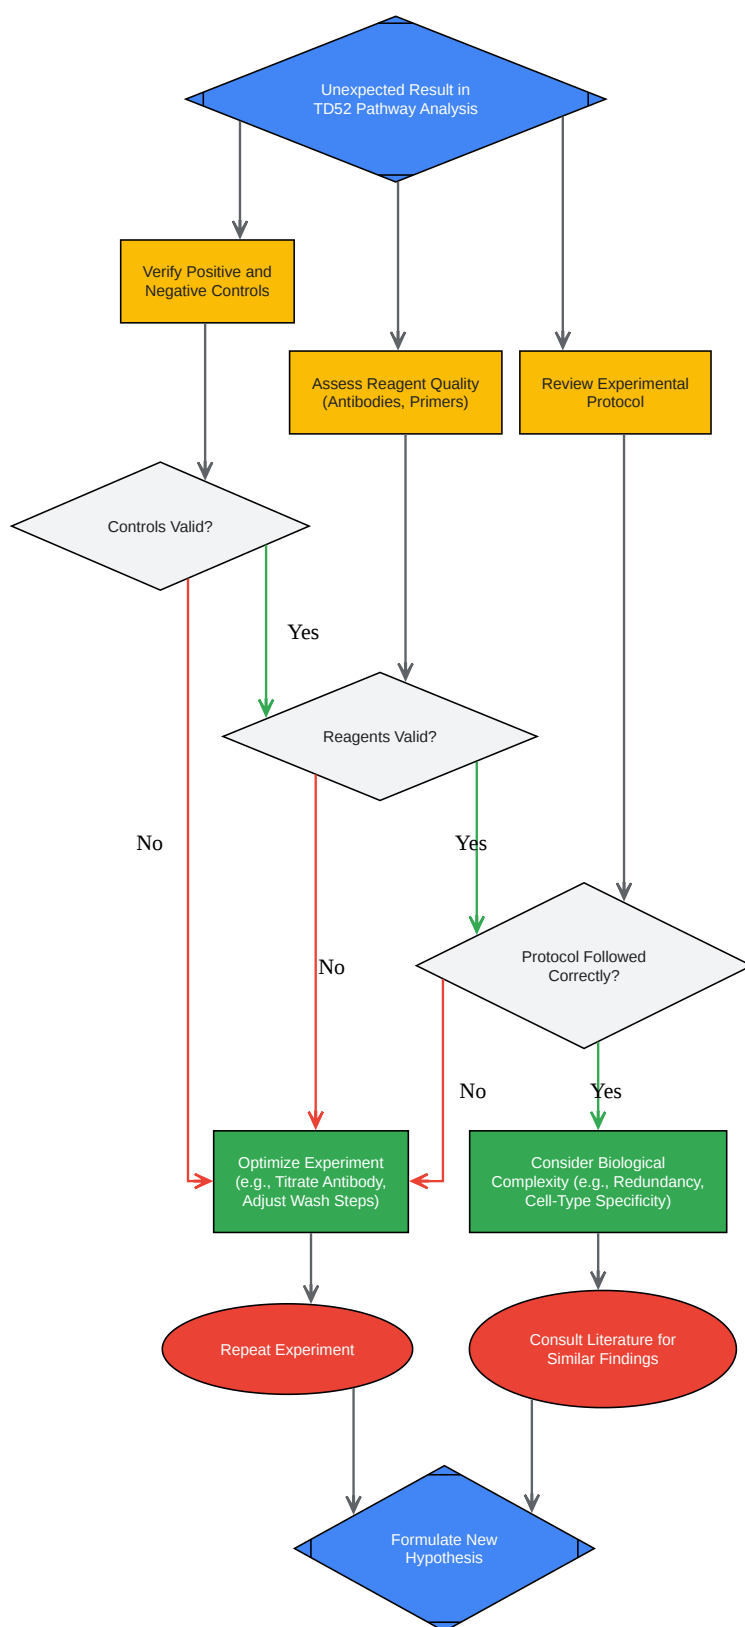 Unexpected Result in
TD52 Pathway Analysis
Verify Positive and
Negative Controls
Assess Reagent Quality
(Antibodies, Primers)
Review Experimental
Protocol
Controls Valid?
Yes
Reagents Valid?
No
Yes
Protocol Followed
Correctly?
No
No
Yes
Optimize Experiment
(e.g., Titrate Antibody,
Adjust Wash Steps)
Consider Biological
Complexity (e.g., Redundancy,
Cell-Type Specificity)
Repeat Experiment
Consult Literature for
Similar Findings
Formulate New
Hypothesis